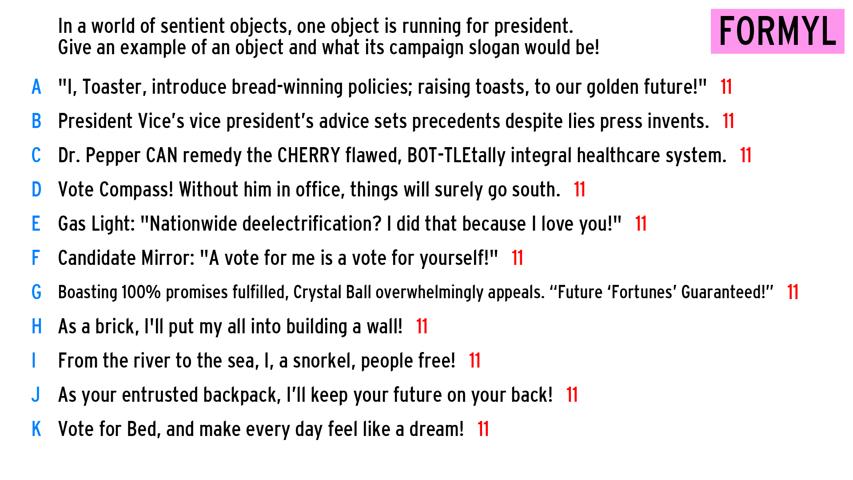 In a world of sentient objects, one object is running for president.
Give an example of an object and what its campaign slogan would be!
FORMYL
A "I, Toaster, introduce bread-winning policies; raising toasts, to our golden future!" 11
B President Vice's vice president's advice sets precedents despite lies press invents. 11
C Dr. Pepper CAN remedy the CHERRY flawed, BOT-TLEtally integral healthcare system. 11
D Vote Compass! Without him in office, things will surely go south. 11
E Gas Light: "Nationwide deelectrification? I did that because I love you!" 11
F Candidate Mirror: "A vote for me is a vote for yourself!" 11
G Boasting 100% promises fulfilled, Crystal Ball overwhelmingly appeals. “Future ‘Fortunes’ Guaranteed!” 11
H As a brick, I'll put my all into building a wall! 11
I From the river to the sea, I, a snorkel, people free! 11
J As your entrusted backpack, I’ll keep your future on your back! 11
K Vote for Bed, and make every day feel like a dream! 11